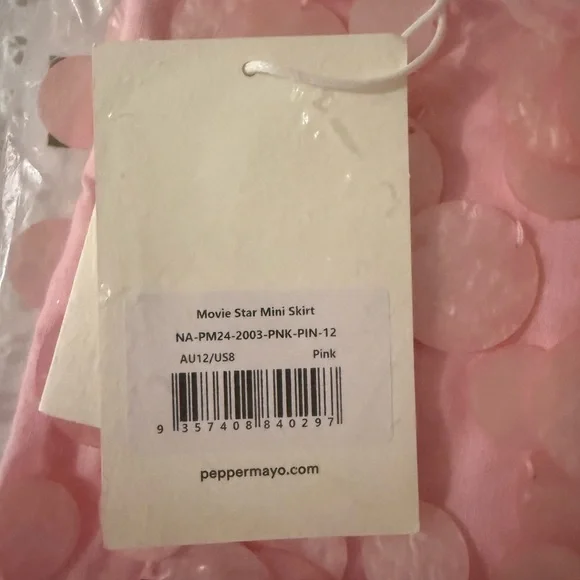 Movie Star Mini Skirt
NA-PM24-2003-PNK-PIN-12
AU12/US8 Pink
9 357408 840297
peppermayo.com